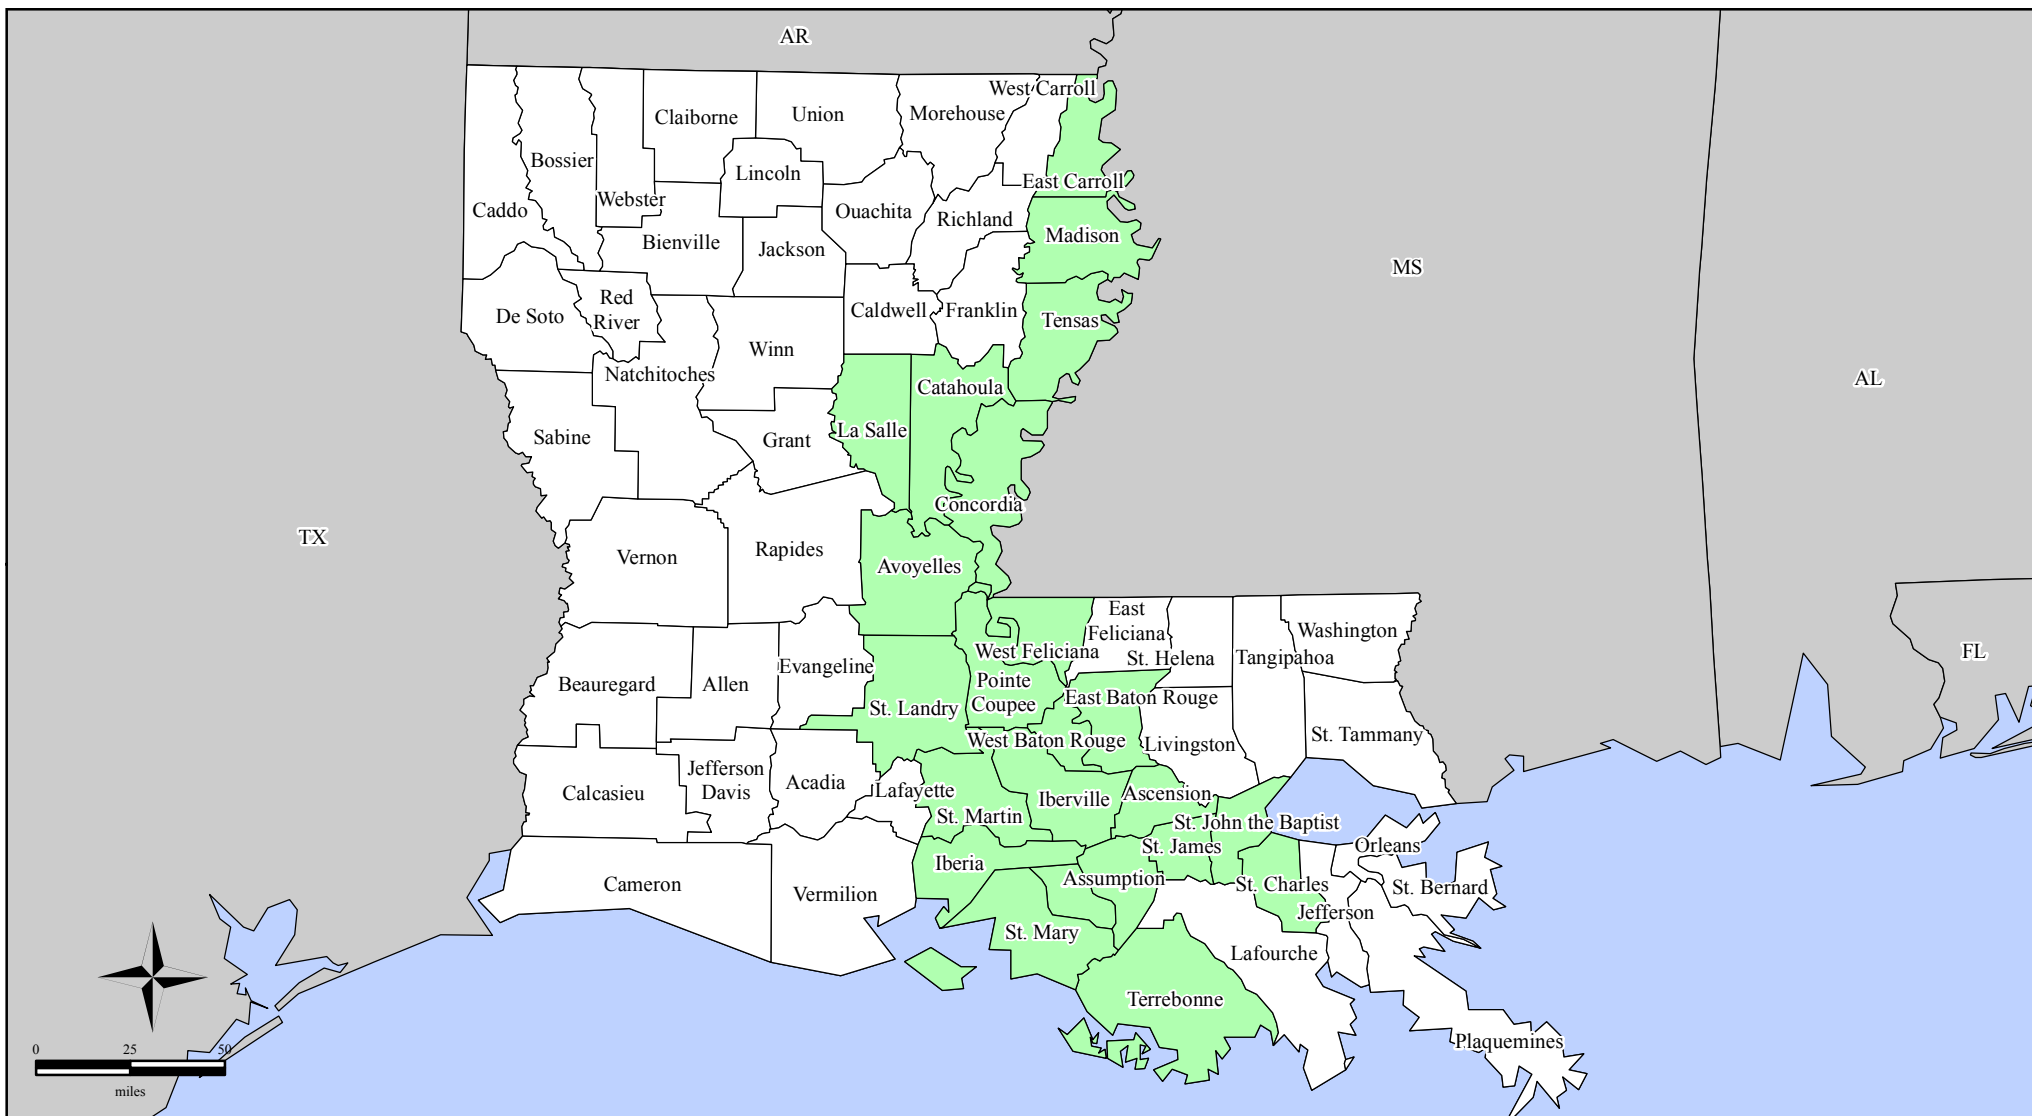 AR
West Carroll
Claiborne
Union
Morehouse
Bossier
Lincoln
East Carroll
Webster
Caddo
Ouachita
Richland
Madison
Bienville
Jackson
MS
Red
River
De Soto
Caldwell
Franklin
Tensas
Winn
Natchitoches
Catahoula
AL
Sabine
Grant
La Salle
Concordia
TX
Vernon
Rapides
Avoyelles
East
Feliciana
Washington
West Feliciana
St. Helena
Tangipahoa
FL
Evangeline
Beauregard
Allen
Pointe
Coupee
East Baton Rouge
St. Landry
West Baton Rouge
Livingston
St. Tammany
Jefferson
Davis
Acadia
Calcasieu
Lafayette
Iberville
Ascension
St. Martin
St. John the Baptist
St. James
Orleans
Iberia
Assumption
Cameron
Vermilion
St. Charles
St. Bernard
Jefferson
St. Mary
Lafourche
Terrebonne
Plaquemines
0 25 50
miles